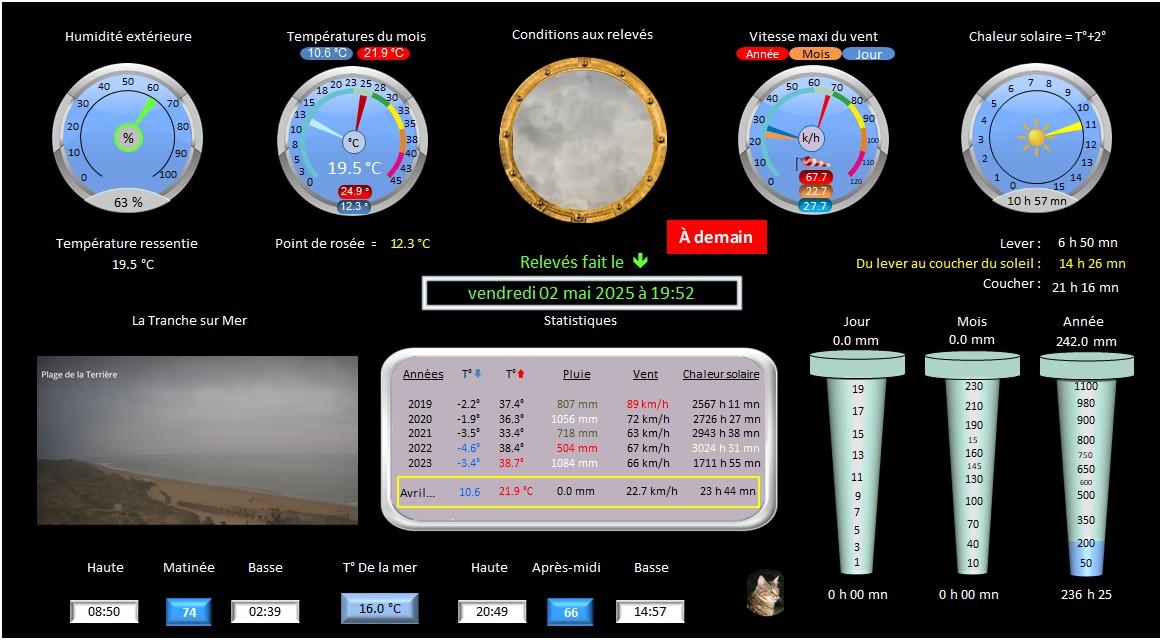 Humidité extérieure
Températures du mois
Conditions aux relevés
Vitesse maxi du vent
Chaleur solaire = T°+2°
10.6 °C 21.9 °C
Année Mois Jour
0 10 20 30 40 50 60 70 80 90 100
%
63 %
0 3 5 8 10 13 15 18 20 23 25 28 30 33 35 38 40 43 45
°C
19.5 °C
24.9 °
12.3 °
0 10 20 30 40 50 60 70 80 90 100 110 120
k/h
67.7
22.7
27.7
0 1 2 3 4 5 6 7 8 9 10 11 12 13 14 15
10 h 57 mn
Température ressentie
19.5 °C
Point de rosée = 12.3 °C
À demain
Relevés fait le
vendredi 02 mai 2025 à 19:52
Lever : 6 h 50 mn
Du lever au coucher du soleil : 14 h 26 mn
Coucher : 21 h 16 mn
La Tranche sur Mer
Plage de la Terrière
Statistiques
Années T° T° Pluie Vent Chaleur solaire
2019 -2.2° 37.4° 807 mm 89 km/h 2567 h 11 mn
2020 -1.9° 36.3° 1056 mm 72 km/h 2726 h 27 mn
2021 -3.5° 33.4° 718 mm 63 km/h 2943 h 38 mn
2022 -4.6° 38.4° 504 mm 67 km/h 3024 h 31 mn
2023 -3.4° 38.7° 1084 mm 66 km/h 1711 h 55 mn
Avril... 10.6 21.9 °C 0.0 mm 22.7 km/h 23 h 44 mn
Jour
0.0 mm
19
17
15
13
11
9
7
5
3
1
0 h 00 mn
Mois
0.0 mm
230
210
190
15
160
145
130
100
70
40
10
0 h 00 mn
Année
242.0 mm
1100
980
900
800
750
650
600
500
350
200
50
236 h 25
Haute Matinée Basse
08:50 74 02:39
T° De la mer
16.0 °C
Haute Après-midi Basse
20:49 66 14:57